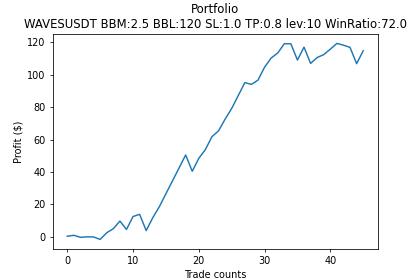 Portfolio
WAVESUSDT BBM:2.5 BBL:120 SL:1.0 TP:0.8 lev:10 WinRatio:72.0
120
100
80
60
40
20
0
Profit ($)
0 10 20 30 40
Trade counts